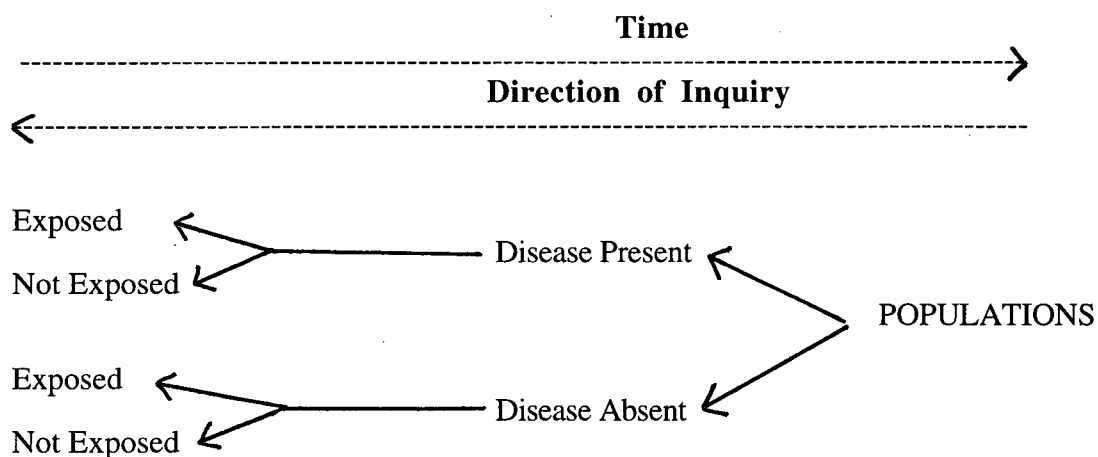 Time
Direction of Inquiry
Exposed
Disease Present
Not Exposed
POPULATIONS
Exposed
Disease Absent
Not Exposed